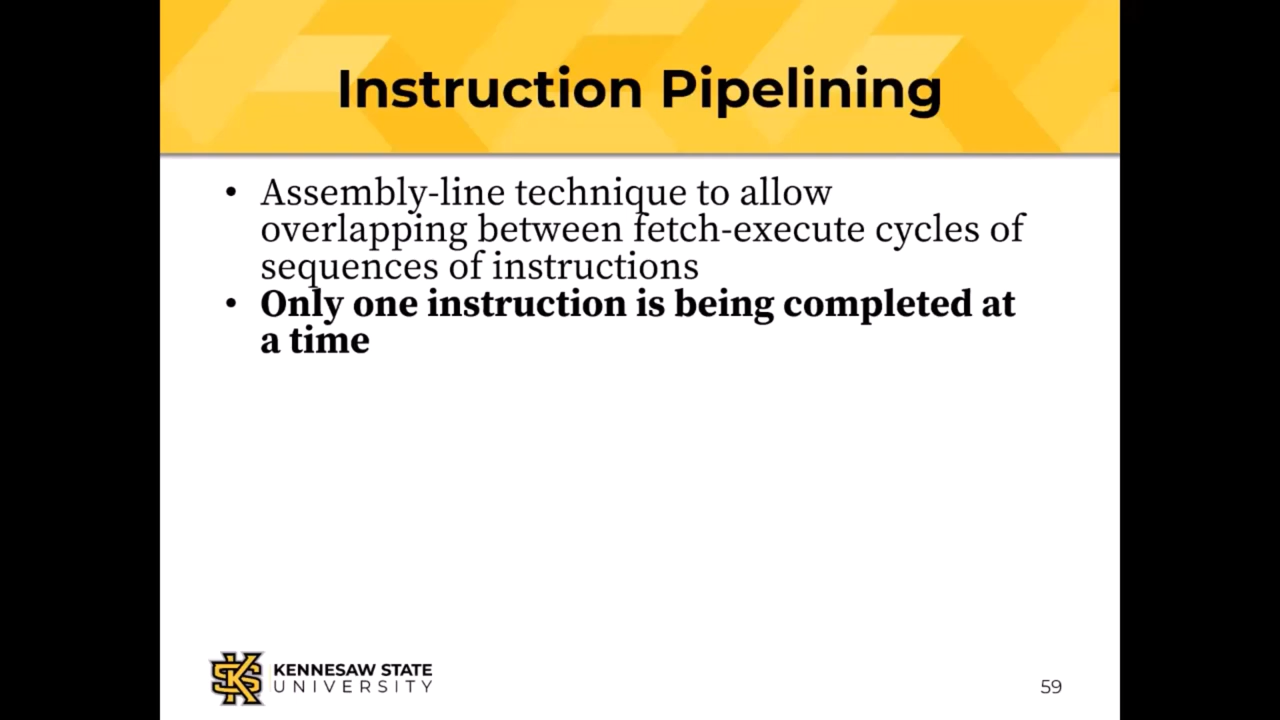 Instruction Pipelining
• Assembly-line technique to allow
overlapping between fetch-execute cycles of
sequences of instructions
• Only one instruction is being completed at
a time
KENNESAW STATE
UNIVERSITY
59